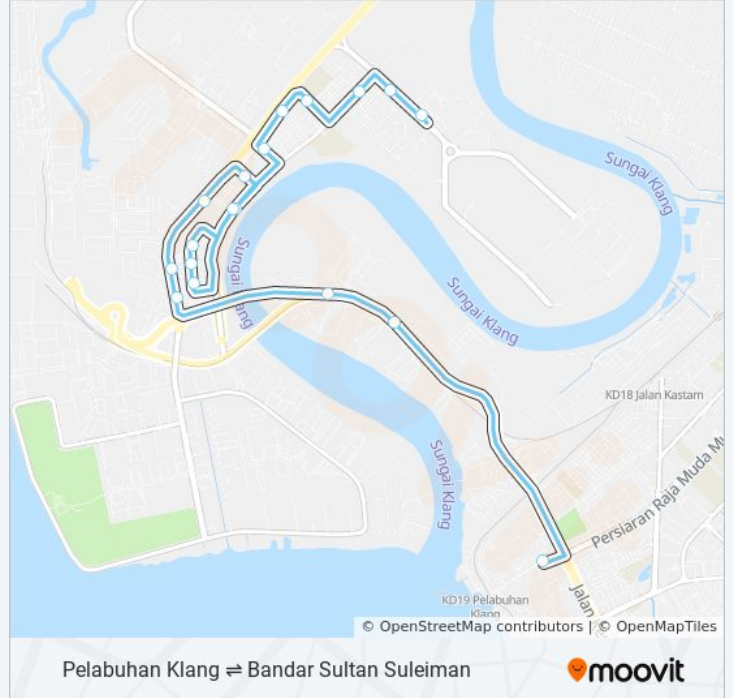 Sungai Klang
Sungai Klang
Sungai Klang
KD18 Jalan Kastam
Sungai Klang
Persiaran Raja Muda Mu
KD19 Pelabuhan
Klang
Jalan
© OpenStreetMap contributors | © OpenMapTiles
Pelabuhan Klang ⇌ Bandar Sultan Suleiman
moovit